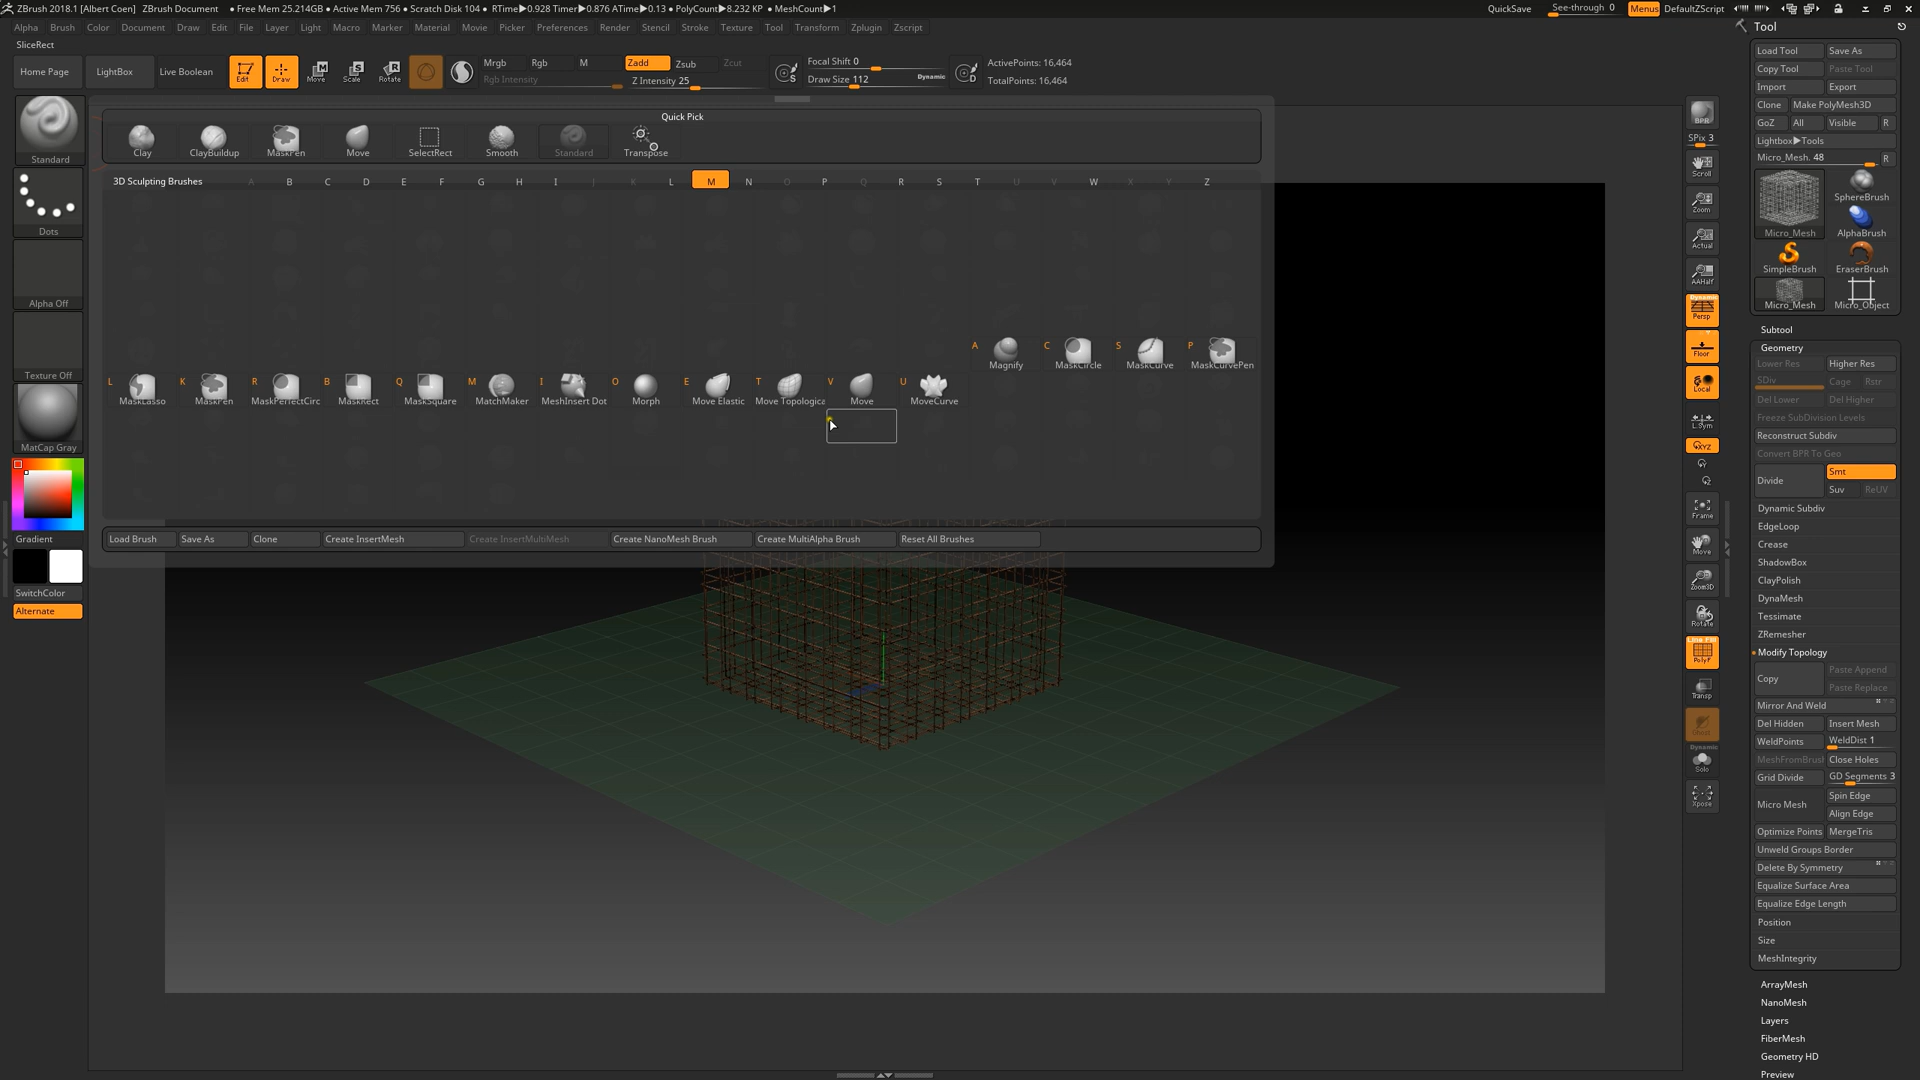 ZBrush 2018.1 [Albert Coen] ZBrush Document • Free Mem 25.214GB • Active Mem 756 • Scratch Disk 104 • RTime▶0.928 Timer▶0.876 ATime▶0.13 • PolyCount▶8.232 KP • MeshCount▶1 QuickSave See-through 0 Menus DefaultZScript
Alpha Brush Color Document Draw Edit File Layer Light Macro Marker Material Movie Picker Preferences Render Stencil Stroke Texture Tool Transform Zplugin Zscript
SliceRect
Home Page LightBox Live Boolean Edit Draw Move Scale Rotate
Mrgb Rgb M Zadd Zsub Zcut
Rgb Intensity Z Intensity 25
Focal Shift 0
Draw Size 112 Dynamic
S D
ActivePoints: 16,464
TotalPoints: 16,464
Standard
Dots
Alpha Off
Texture Off
MatCap Gray
Gradient
SwitchColor
Alternate
Quick Pick
Clay ClayBuildup MaskPen Move SelectRect Smooth Standard Transpose
3D Sculpting Brushes A B C D E F G H I J K L M N O P Q R S T U V W X Y Z
A Magnify C MaskCircle S MaskCurve P MaskCurvePen
L MaskLasso K MaskPen R MaskPerfectCirc B MaskRect Q MaskSquare M MatchMaker I MeshInsert Dot O Morph E Move Elastic T Move Topologica V Move U MoveCurve
Load Brush Save As Clone Create InsertMesh Create InsertMultiMesh Create NanoMesh Brush Create MultiAlpha Brush Reset All Brushes
BPR
SPix 3
Scroll
Zoom
Actual
AAHalf
Dynamic
Persp
Floor
Local
L.Sym
XYZ
Y
Z
Frame
Move
Zoom3D
Rotate
Line Fill
PolyF
Transp
Ghost
Dynamic
Solo
Xpose
Tool
Load Tool Save As
Copy Tool Paste Tool
Import Export
Clone Make PolyMesh3D
GoZ All Visible R
Lightbox▶Tools
Micro_Mesh. 48 R
Micro_Mesh SphereBrush
AlphaBrush
SimpleBrush EraserBrush
Micro_Mesh Micro_Object
Subtool
Geometry
Lower Res Higher Res
SDiv Cage Rstr
Del Lower Del Higher
Freeze SubDivision Levels
Reconstruct Subdiv
Convert BPR To Geo
Divide Smt
Suv ReUV
Dynamic Subdiv
EdgeLoop
Crease
ShadowBox
ClayPolish
DynaMesh
Tessimate
ZRemesher
Modify Topology
Copy Paste Append
Paste Replace
Mirror And Weld
Del Hidden Insert Mesh
WeldPoints WeldDist 1
MeshFromBrus Close Holes
Grid Divide GD Segments 3
Micro Mesh Spin Edge
Align Edge
Optimize Points MergeTris
Unweld Groups Border
Delete By Symmetry
Equalize Surface Area
Equalize Edge Length
Position
Size
MeshIntegrity
ArrayMesh
NanoMesh
Layers
FiberMesh
Geometry HD
Preview